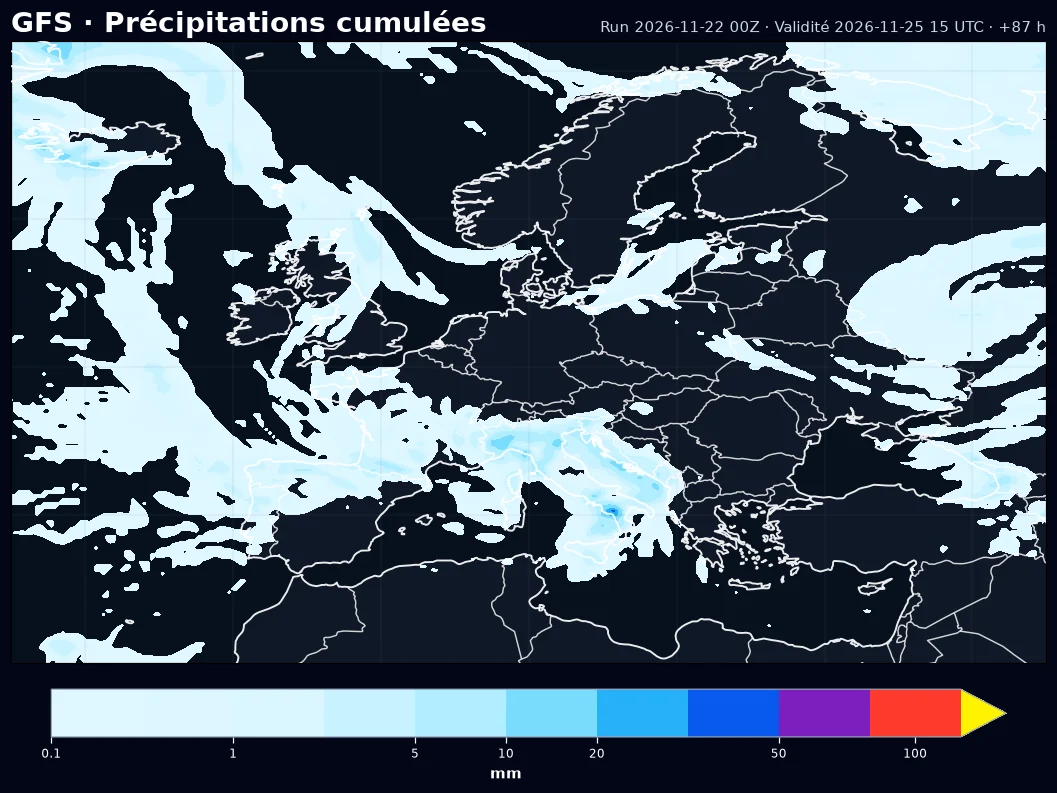 GFS · Précipitations cumulées
Run 2026-11-22 00Z · Validité 2026-11-25 15 UTC · +87 h
0.1 1 5 10 20 50 100
mm